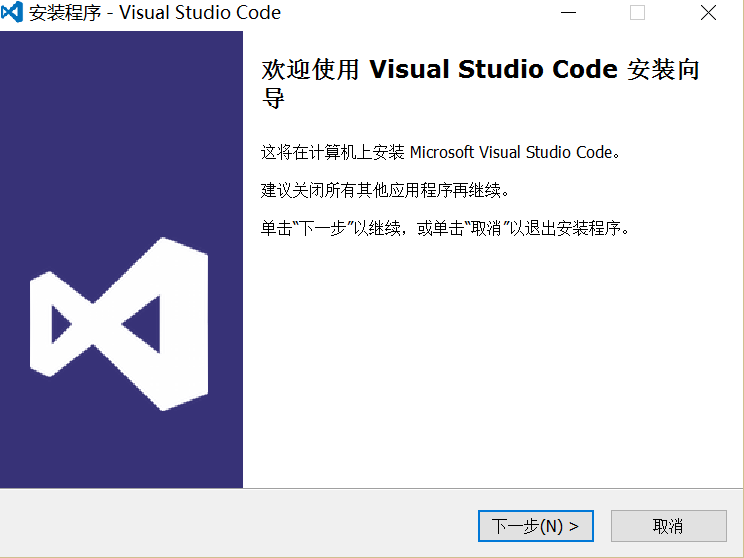 安装程序 - Visual Studio Code
欢迎使用 Visual Studio Code 安装向
导
这将在计算机上安装 Microsoft Visual Studio Code。
建议关闭所有其他应用程序再继续。
单击“下一步”以继续，或单击“取消”以退出安装程序。
下一步(N) >
取消